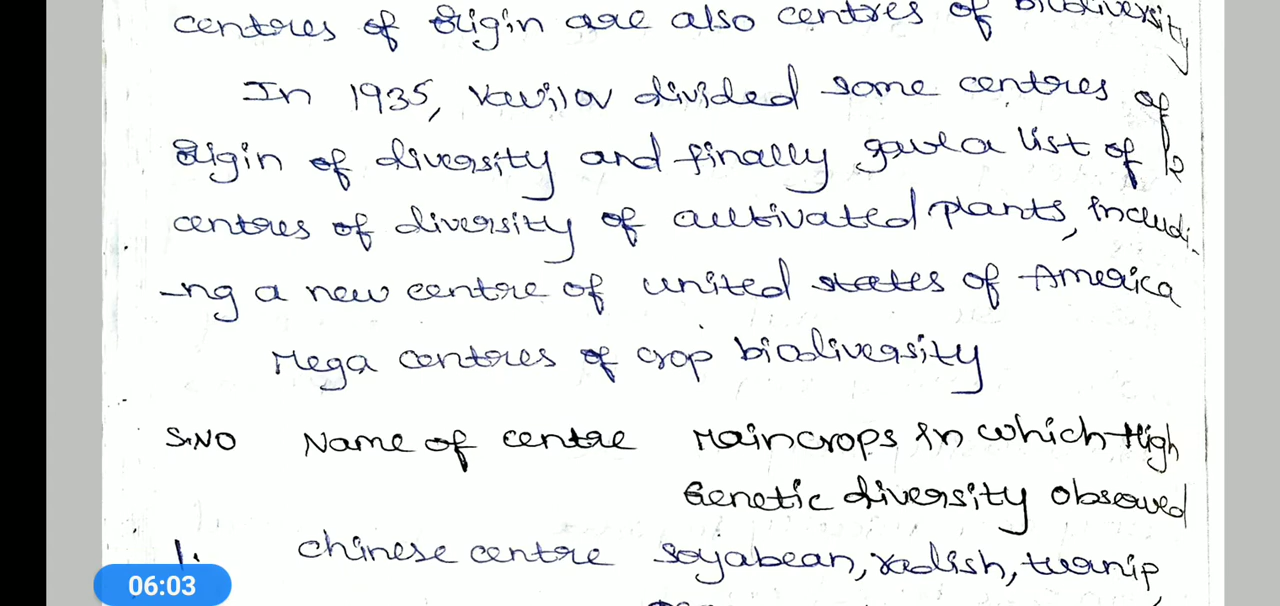 centres of origin are also centres of biodiversity
In 1935, Vavilov divided some centres of
origin of diversity and finally gave a list of 12
centres of diversity of cultivated plants, includi-
-ng a new centre of united states of America
Mega centres of crop biodiversity
S.NO Name of centre Main crops in which High
Genetic diversity observed
1. Chinese centre Soyabean, radish, turnip,
06:03